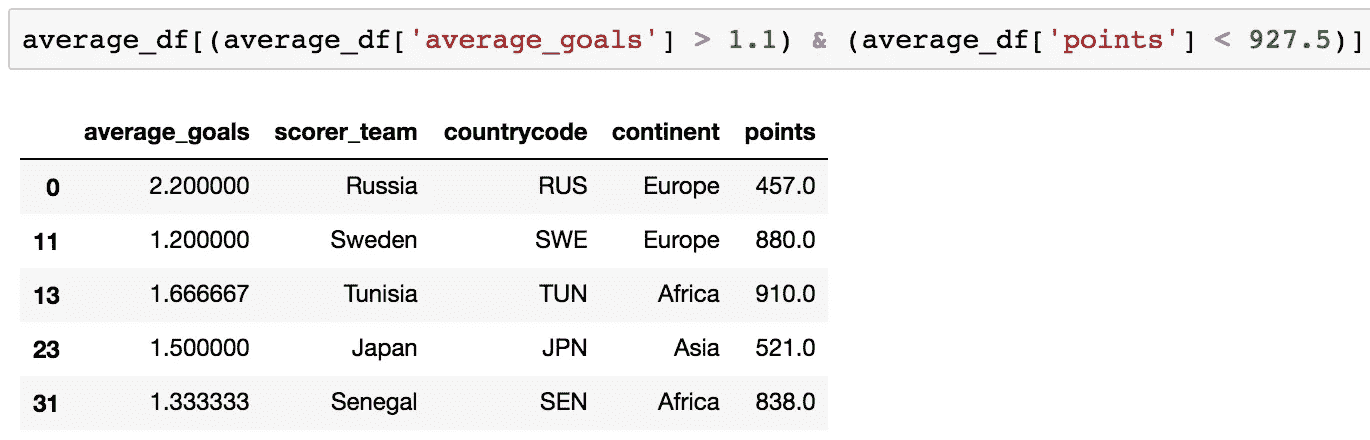 average_df[(average_df['average_goals'] > 1.1) & (average_df['points'] < 927.5)]
average_goals scorer_team countrycode continent points
0 2.200000 Russia RUS Europe 457.0
11 1.200000 Sweden SWE Europe 880.0
13 1.666667 Tunisia TUN Africa 910.0
23 1.500000 Japan JPN Asia 521.0
31 1.333333 Senegal SEN Africa 838.0